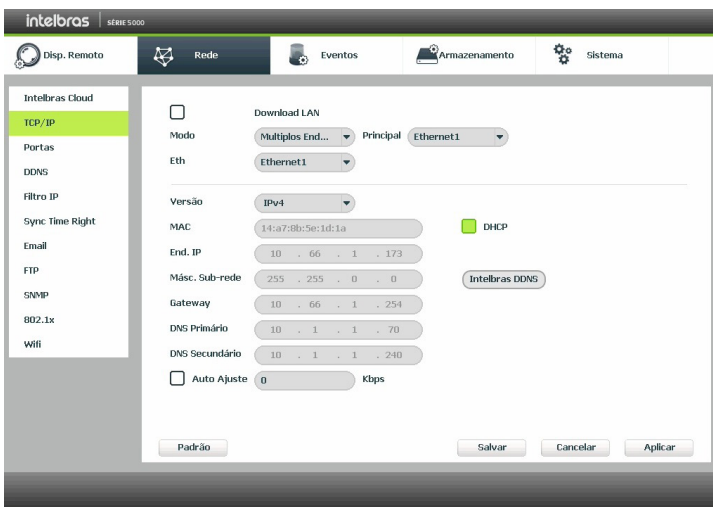 intelbras SÉRIE 5000
Disp. Remoto Rede Eventos Armazenamento Sistema
Intelbras Cloud
TCP/IP
Portas
DDNS
Filtro IP
Sync Time Right
Email
FTP
SNMP
802.1x
Wifi
Download LAN
Modo Multiplos End... Principal Ethernet1
Eth Ethernet1
Versão IPv4
MAC 14:a7:8b:5e:1d:1a DHCP
End. IP 10 . 66 . 1 . 173
Másc. Sub-rede 255 . 255 . 0 . 0 Intelbras DDNS
Gateway 10 . 66 . 1 . 254
DNS Primário 10 . 1 . 1 . 70
DNS Secundário 10 . 1 . 1 . 240
Auto Ajuste 0 Kbps
Padrão Salvar Cancelar Aplicar